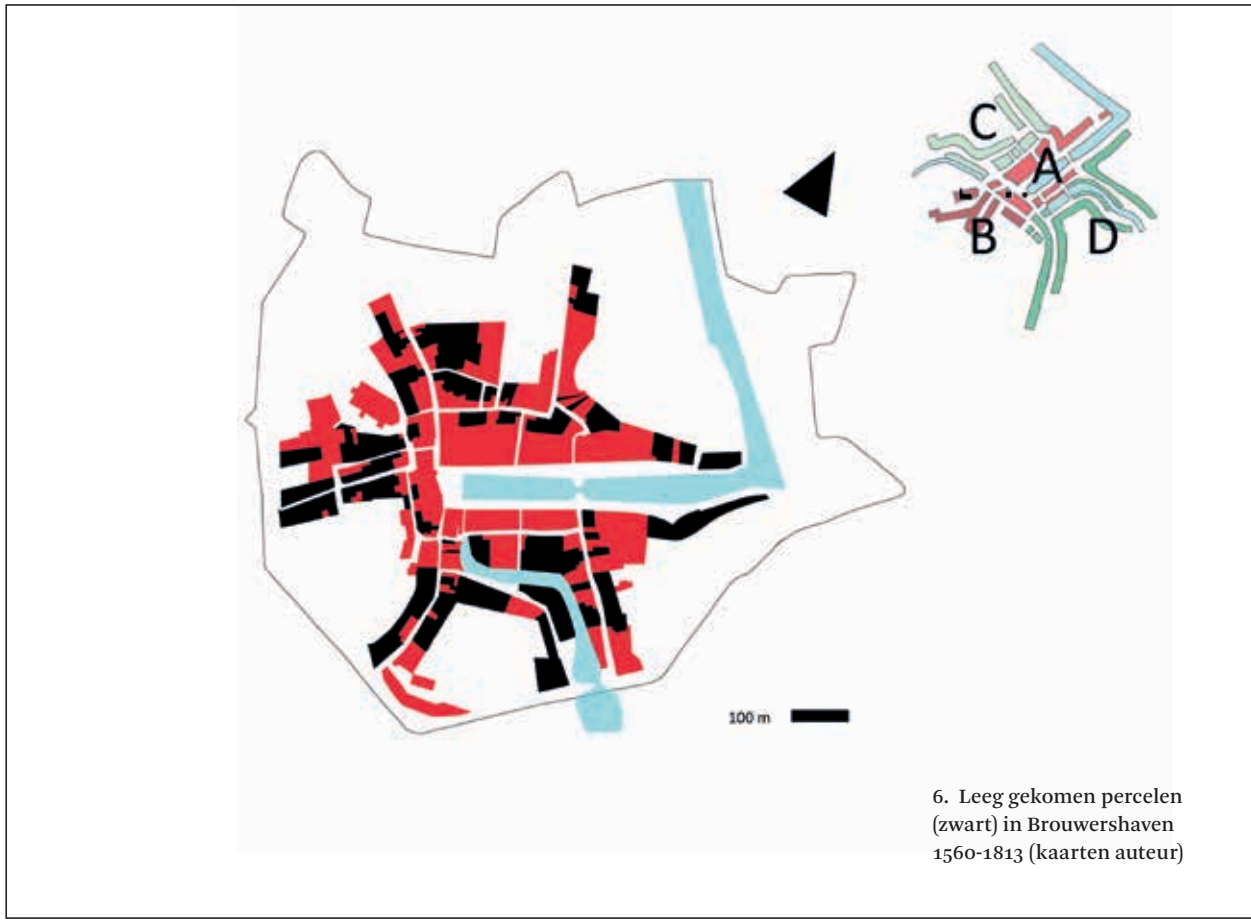 C
A
B
D
100 m
6. Leeg gekomen percelen
(zwart) in Brouwershaven
1560-1813 (kaarten auteur)